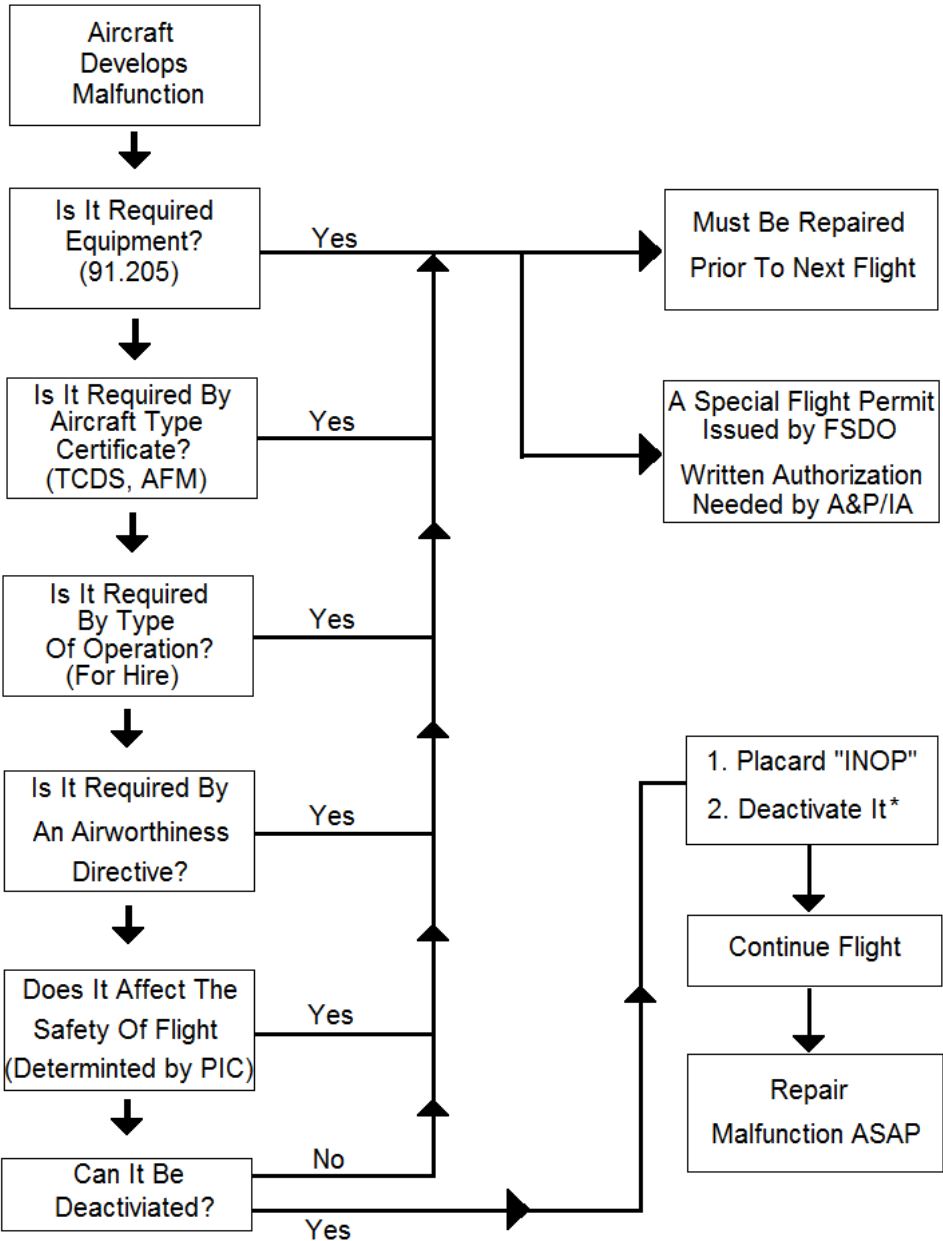 Aircraft
Develops
Malfunction
Is It Required
Equipment?
(91.205)
Yes
Must Be Repaired
Prior To Next Flight
Is It Required By
Aircraft Type
Certificate?
(TCDS, AFM)
Yes
A Special Flight Permit
Issued by FSDO
Written Authorization
Needed by A&P/IA
Is It Required
By Type
Of Operation?
(For Hire)
Yes
Is It Required By
An Airworthiness
Directive?
Yes
Does It Affect The
Safety Of Flight
(Determinted by PIC)
Yes
Can It Be
Deactiviated?
No
Yes
1. Placard "INOP"
2. Deactivate It*
Continue Flight
Repair
Malfunction ASAP